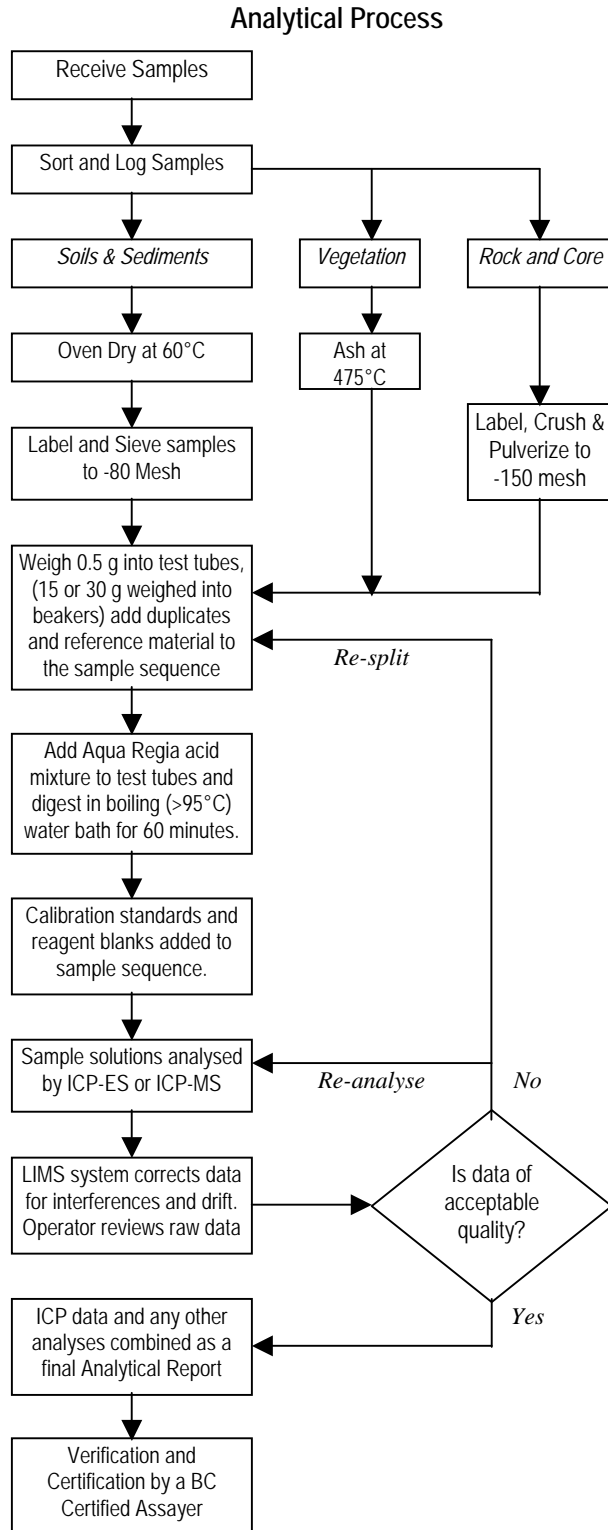 Analytical Process
Receive Samples
Sort and Log Samples
Soils & Sediments
Vegetation
Rock and Core
Oven Dry at 60°C
Ash at
475°C
Label and Sieve samples
to -80 Mesh
Label, Crush &
Pulverize to
-150 mesh
Weigh 0.5 g into test tubes,
(15 or 30 g weighed into
beakers) add duplicates
and reference material to
the sample sequence
Re-split
Add Aqua Regia acid
mixture to test tubes and
digest in boiling (>95°C)
water bath for 60 minutes.
Calibration standards and
reagent blanks added to
sample sequence.
Sample solutions analysed
by ICP-ES or ICP-MS
Re-analyse
No
LIMS system corrects data
for interferences and drift.
Operator reviews raw data
Is data of
acceptable
quality?
Yes
ICP data and any other
analyses combined as a
final Analytical Report
Verification and
Certification by a BC
Certified Assayer